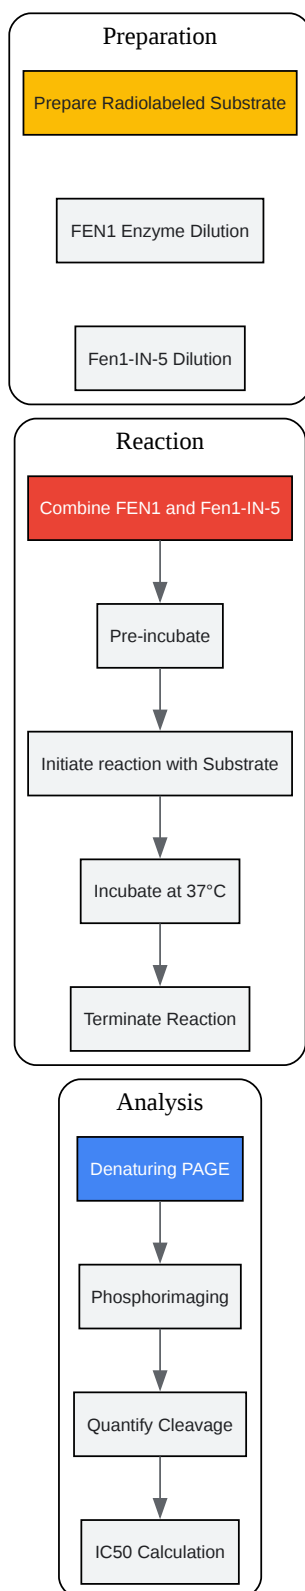 Preparation
Prepare Radiolabeled Substrate
FEN1 Enzyme Dilution
Fen1-IN-5 Dilution
Reaction
Combine FEN1 and Fen1-IN-5
Pre-incubate
Initiate reaction with Substrate
Incubate at 37°C
Terminate Reaction
Analysis
Denaturing PAGE
Phosphorimaging
Quantify Cleavage
IC50 Calculation